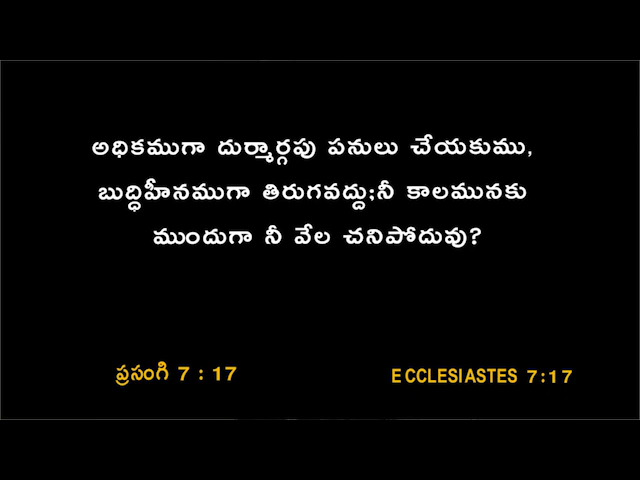 అధికముగా దుర్మార్గపు పనులు చేయకుము,
బుద్ధిహీనముగా తిరుగవద్దు;నీ కాలమునకు
ముందుగా నీ వేల చనిపోదువు?
ప్రసంగి 7 : 17
ECCLESIASTES 7:17